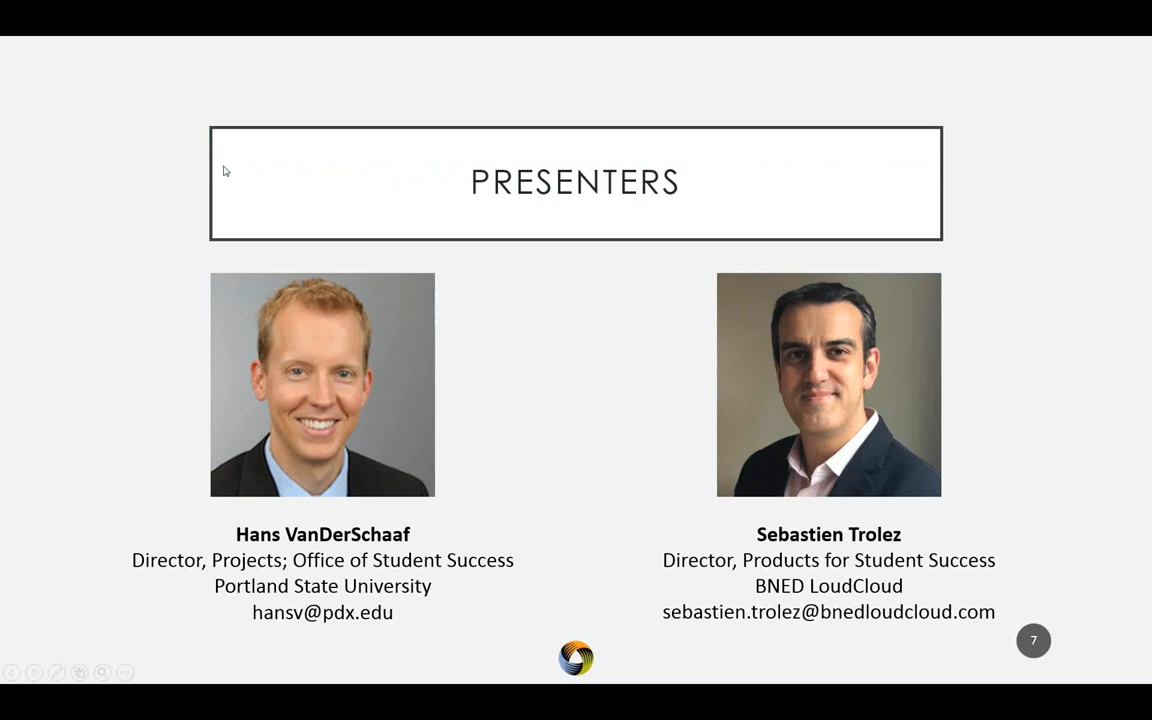 PRESENTERS
Hans VanDerSchaaf
Director, Projects; Office of Student Success
Portland State University
hansv@pdx.edu
Sebastien Trolez
Director, Products for Student Success
BNED LoudCloud
sebastien.trolez@bnedloudcloud.com
7